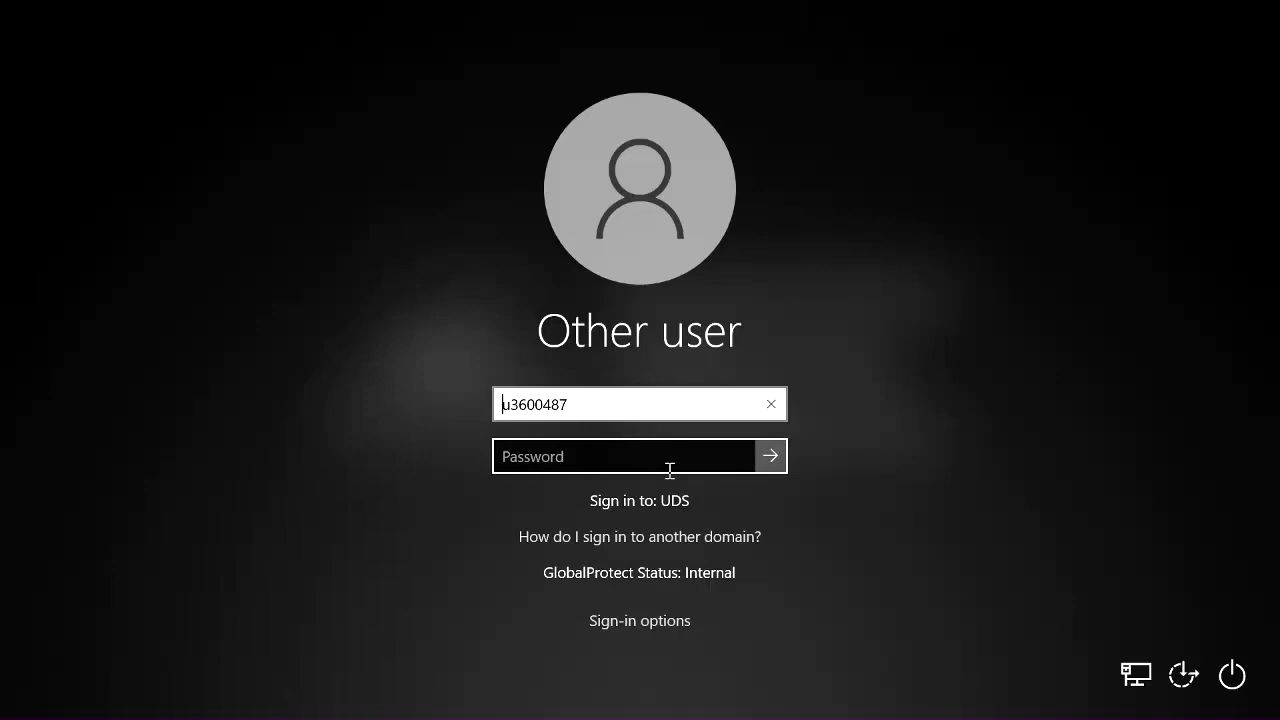 Other user
u3600487
Password
Sign in to: UDS
How do I sign in to another domain?
GlobalProtect Status: Internal
Sign-in options